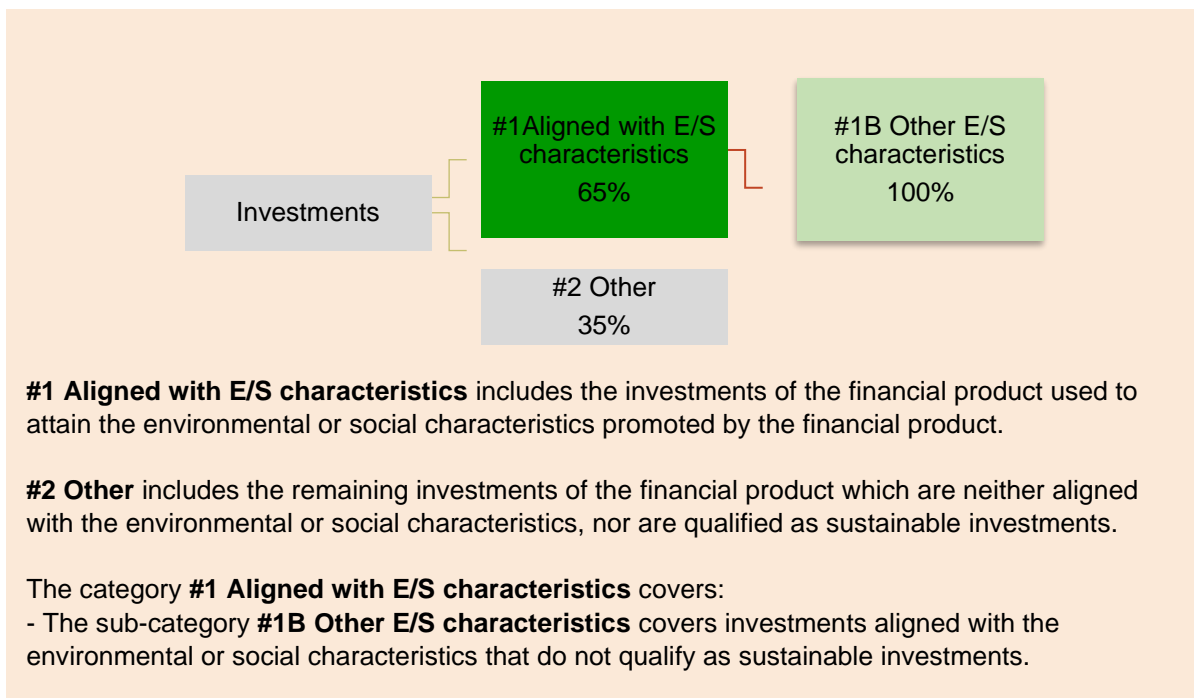 #1Aligned with E/S
characteristics
65%
#1B Other E/S
characteristics
100%
Investments
#2 Other
35%
#1 Aligned with E/S characteristics includes the investments of the financial product used to
attain the environmental or social characteristics promoted by the financial product.
#2 Other includes the remaining investments of the financial product which are neither aligned
with the environmental or social characteristics, nor are qualified as sustainable investments.
The category #1 Aligned with E/S characteristics covers:
- The sub-category #1B Other E/S characteristics covers investments aligned with the
environmental or social characteristics that do not qualify as sustainable investments.